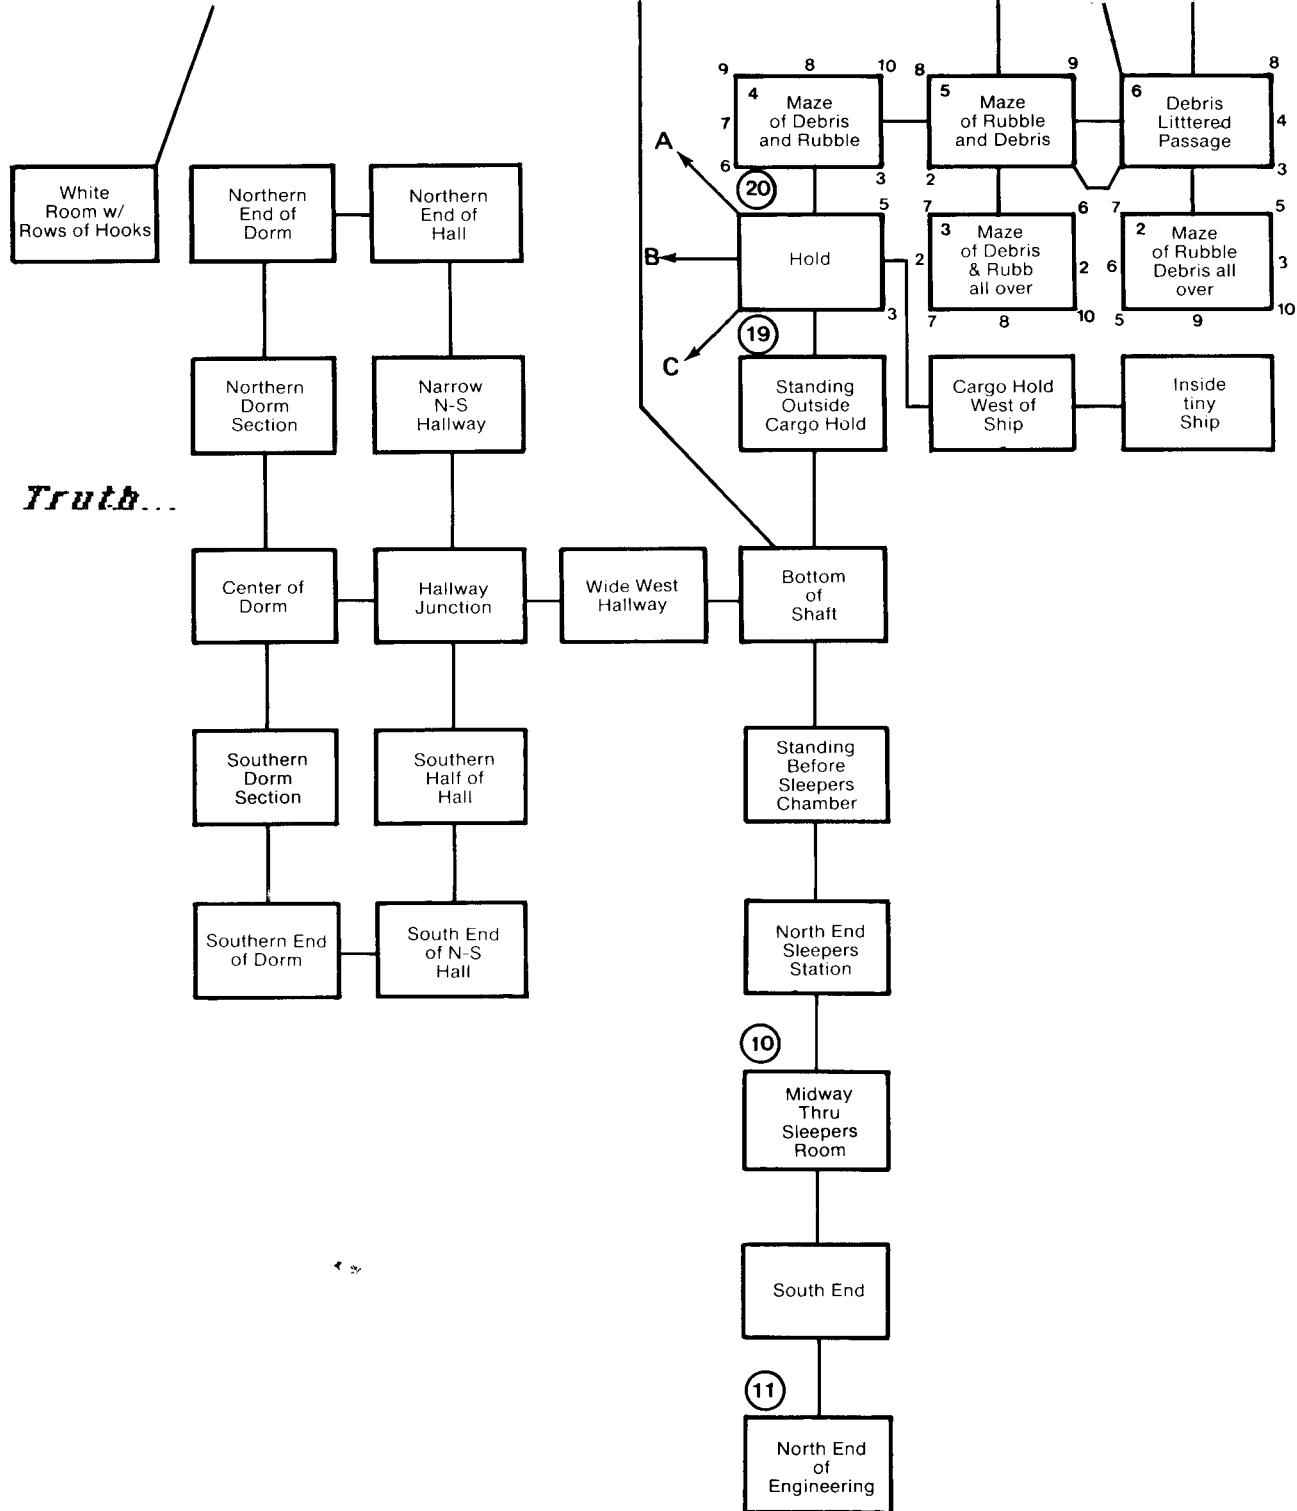 9
8
10
8
9
8
4
Maze
of Debris
and Rubble
7
6
3
5
Maze
of Rubble
and Debris
2
6
Debris
Litttered
Passage
4
3
A
20
White
Room w/
Rows of Hooks
Northern
End of
Dorm
Northern
End of
Hall
B
Hold
5
3
7
6
3
Maze
of Debris
& Rubb
all over
2
2
7
8
10
7
5
2
Maze
of Rubble
Debris all
over
6
3
5
9
10
19
C
Northern
Dorm
Section
Narrow
N-S
Hallway
Standing
Outside
Cargo Hold
Cargo Hold
West of
Ship
Inside
tiny
Ship
Truth...
Center of
Dorm
Hallway
Junction
Wide West
Hallway
Bottom
of
Shaft
Southern
Dorm
Section
Southern
Half of
Hall
Standing
Before
Sleepers
Chamber
Southern End
of Dorm
South End
of N-S
Hall
North End
Sleepers
Station
10
Midway
Thru
Sleepers
Room
South End
11
North End
of
Engineering